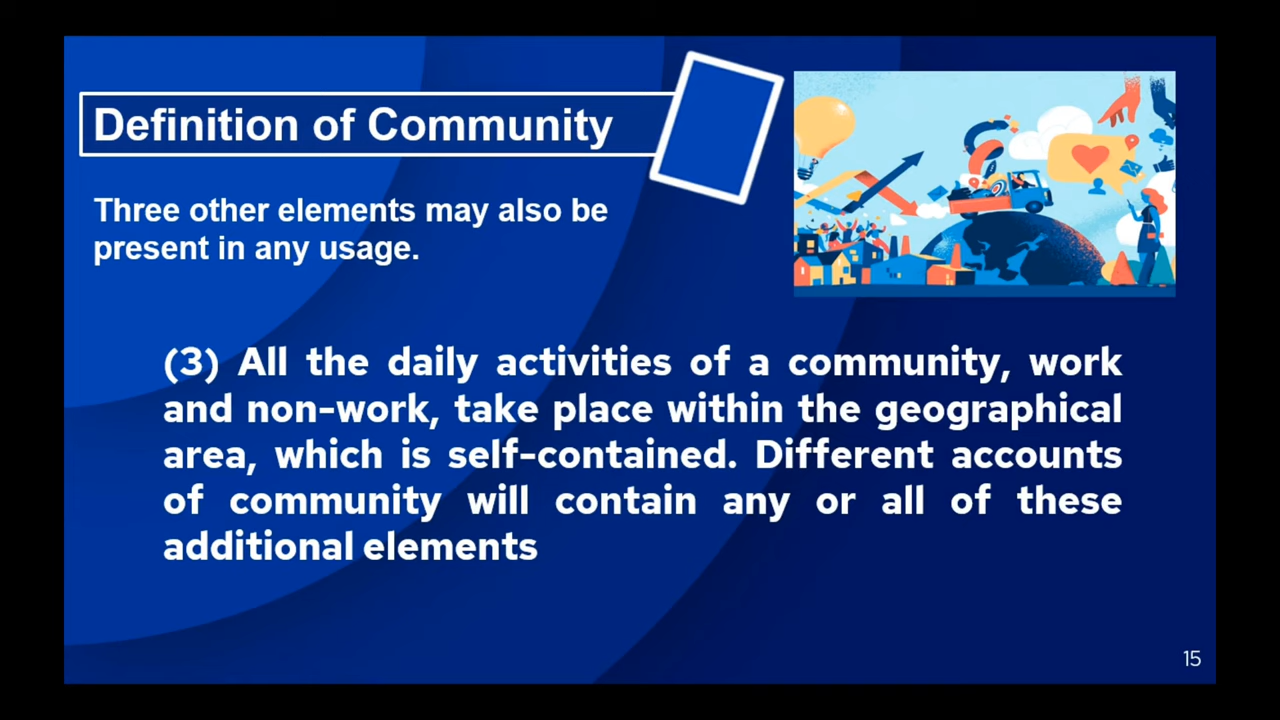 Definition of Community
Three other elements may also be
present in any usage.
(3) All the daily activities of a community, work
and non-work, take place within the geographical
area, which is self-contained. Different accounts
of community will contain any or all of these
additional elements
15